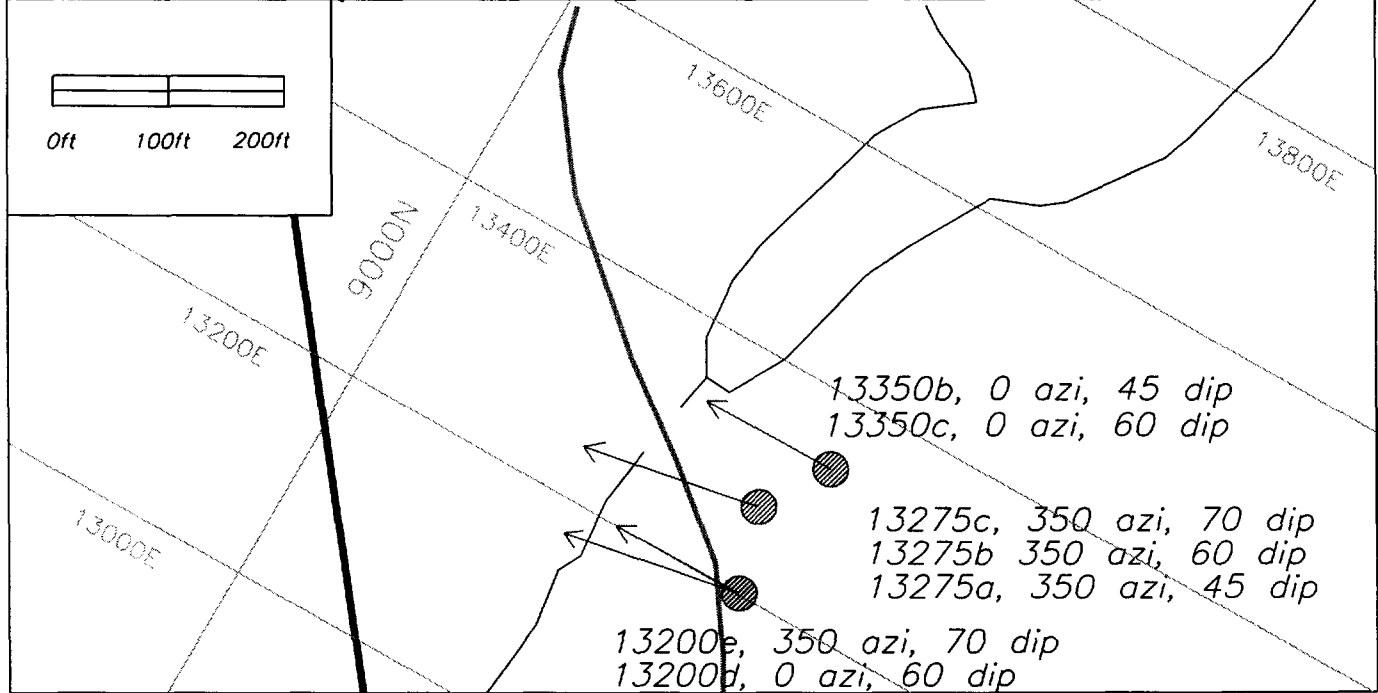 0ft 100ft 200ft
13600E
13800E
9000N
13400E
13200E
13350b, 0 azi, 45 dip
13350c, 0 azi, 60 dip
13000E
13275c, 350 azi, 70 dip
13275b 350 azi, 60 dip
13275a, 350 azi, 45 dip
13200e, 350 azi, 70 dip
13200d, 0 azi, 60 dip